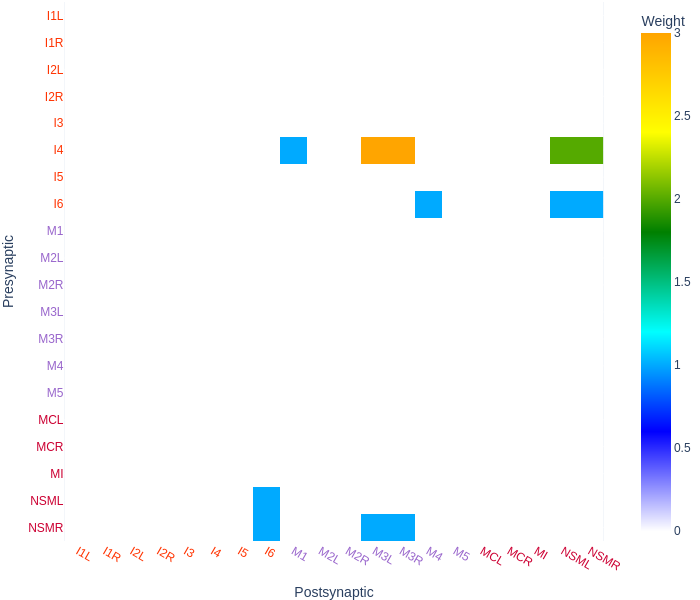 Weight
I1L
I1R
I2L
I2R
I3
I4
I5
I6
M1
M2L
M2R
M3L
M3R
M4
M5
MCL
MCR
MI
NSML
NSMR
Presynaptic
I1L I1R I2L I2R I3 I4 I5 I6 M1 M2L M2R M3L M3R M4 M5 MCL MCR MI NSML NSMR
Postsynaptic
3
2.5
2
1.5
1
0.5
0